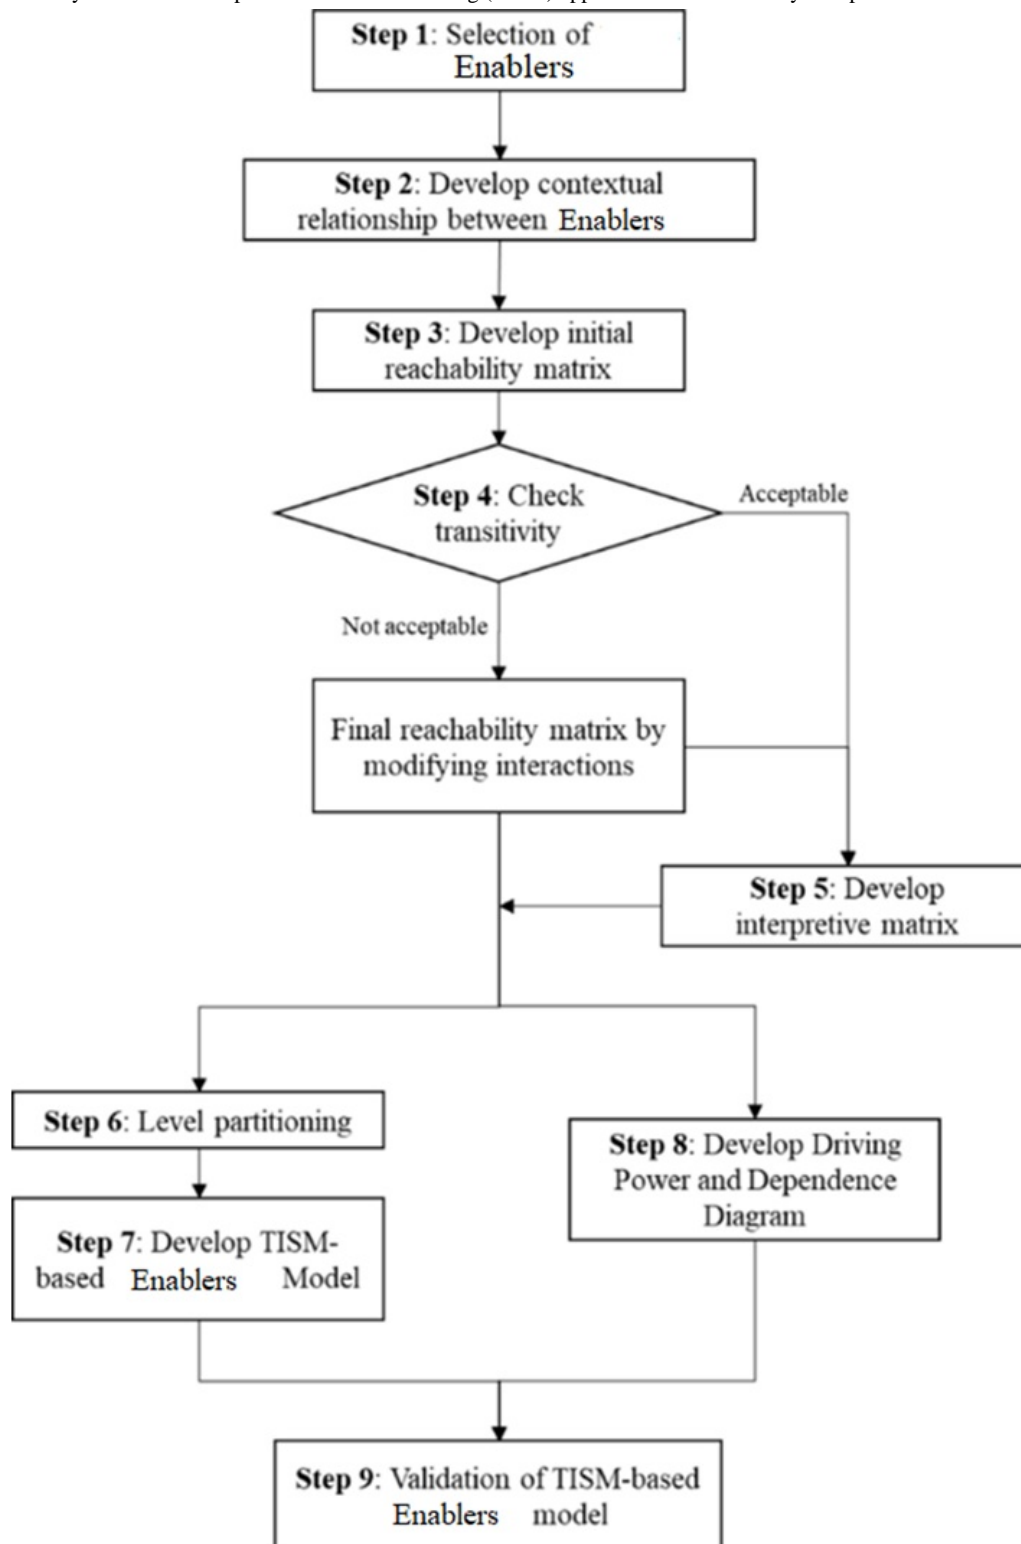 Step 1: Selection of
Enablers
Step 2: Develop contextual
relationship between Enablers
Step 3: Develop initial
reachability matrix
Step 4: Check
transitivity
Acceptable
Not acceptable
Final reachability matrix by
modifying interactions
Step 5: Develop
interpretive matrix
Step 6: Level partitioning
Step 8: Develop Driving
Power and Dependence
Diagram
Step 7: Develop TISM-
based Enablers Model
Step 9: Validation of TISM-based
Enablers model